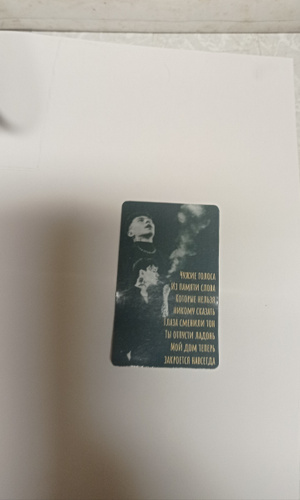 Чужие голоса
Из памяти слова
Которые нельзя
никому сказать
Глаза сменили тон
Ты отпусти ладонь
Мой дом теперь
закроется навсегда